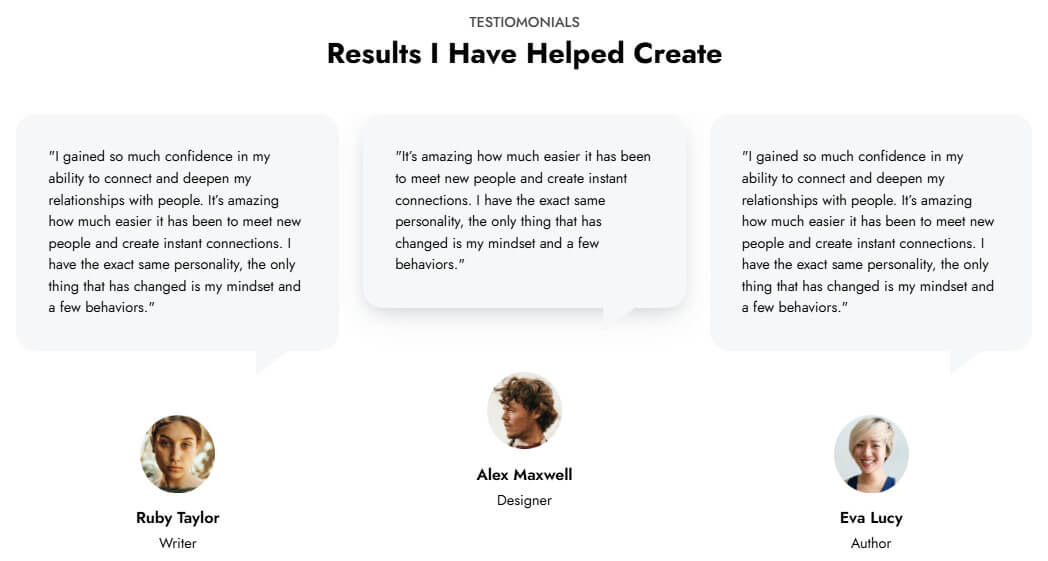 TESTIOMONIALS
Results I Have Helped Create
"I gained so much confidence in my
ability to connect and deepen my
relationships with people. It's amazing
how much easier it has been to meet new
people and create instant connections. I
have the exact same personality, the only
thing that has changed is my mindset and
a few behaviors."
Ruby Taylor
Writer
"It's amazing how much easier it has been
to meet new people and create instant
connections. I have the exact same
personality, the only thing that has
changed is my mindset and a few
behaviors."
Alex Maxwell
Designer
"I gained so much confidence in my
ability to connect and deepen my
relationships with people. It's amazing
how much easier it has been to meet new
people and create instant connections. I
have the exact same personality, the only
thing that has changed is my mindset and
a few behaviors."
Eva Lucy
Author